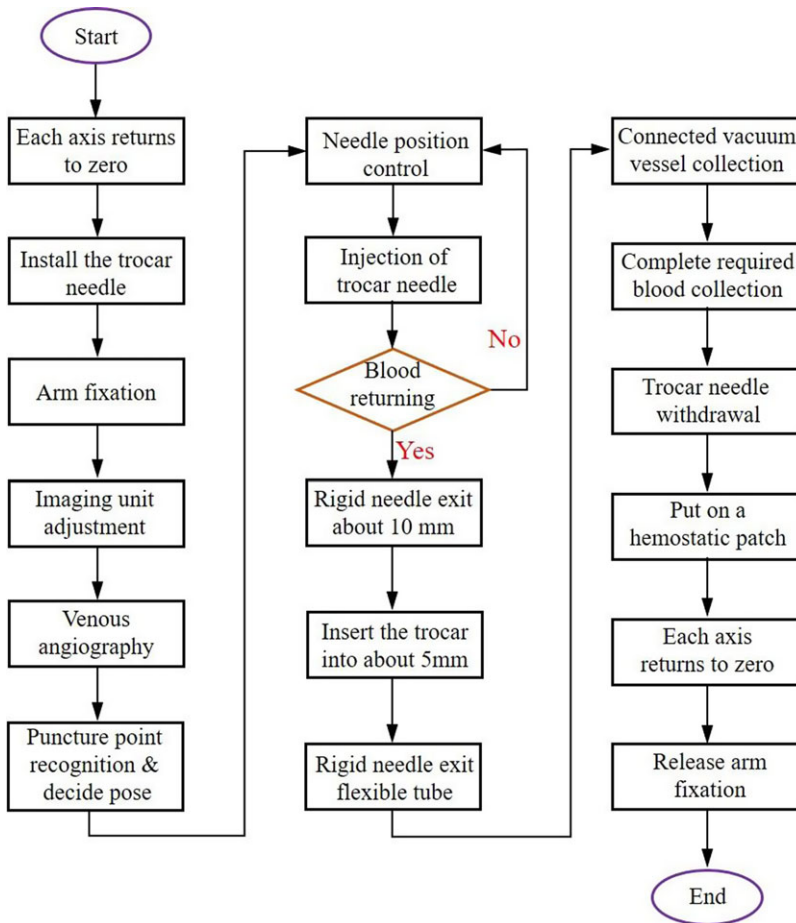 Start
Each axis returns
to zero
Install the trocar
needle
Arm fixation
Imaging unit
adjustment
Venous
angiography
Puncture point
recognition &
decide pose
Needle position
control
Injection of
trocar needle
No
Blood
returning
Yes
Rigid needle exit
about 10 mm
Insert the trocar
into about 5mm
Rigid needle exit
flexible tube
Connected vacuum
vessel collection
Complete required
blood collection
Trocar needle
withdrawal
Put on a
hemostatic patch
Each axis
returns to zero
Release arm
fixation
End